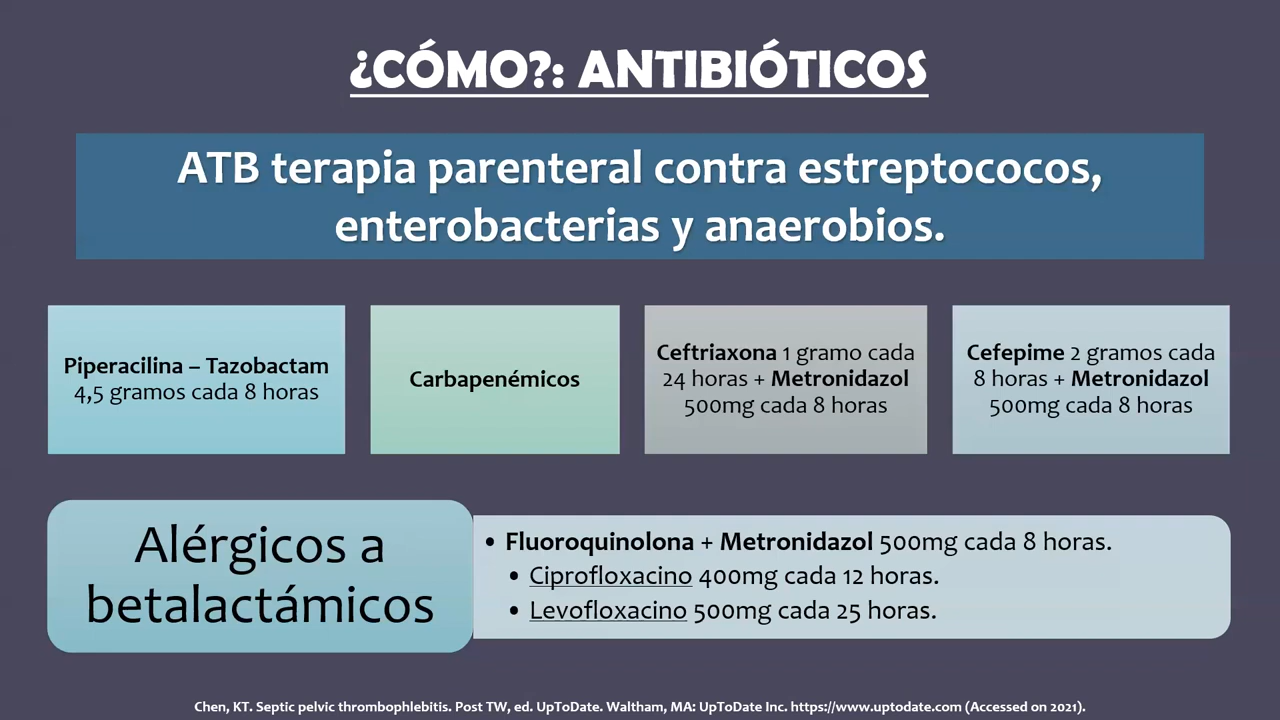 ¿CÓMO?: ANTIBIÓTICOS
ATB terapia parenteral contra estreptococos,
enterobacterias y anaerobios.
Piperacilina – Tazobactam
4,5 gramos cada 8 horas
Carbapenémicos
Ceftriaxona 1 gramo cada
24 horas + Metronidazol
500mg cada 8 horas
Cefepime 2 gramos cada
8 horas + Metronidazol
500mg cada 8 horas
Alérgicos a
betalactámicos
• Fluoroquinolona + Metronidazol 500mg cada 8 horas.
• Ciprofloxacino 400mg cada 12 horas.
• Levofloxacino 500mg cada 25 horas.
Chen, KT. Septic pelvic thrombophlebitis. Post TW, ed. UpToDate. Waltham, MA: UpToDate Inc. https://www.uptodate.com (Accessed on 2021).